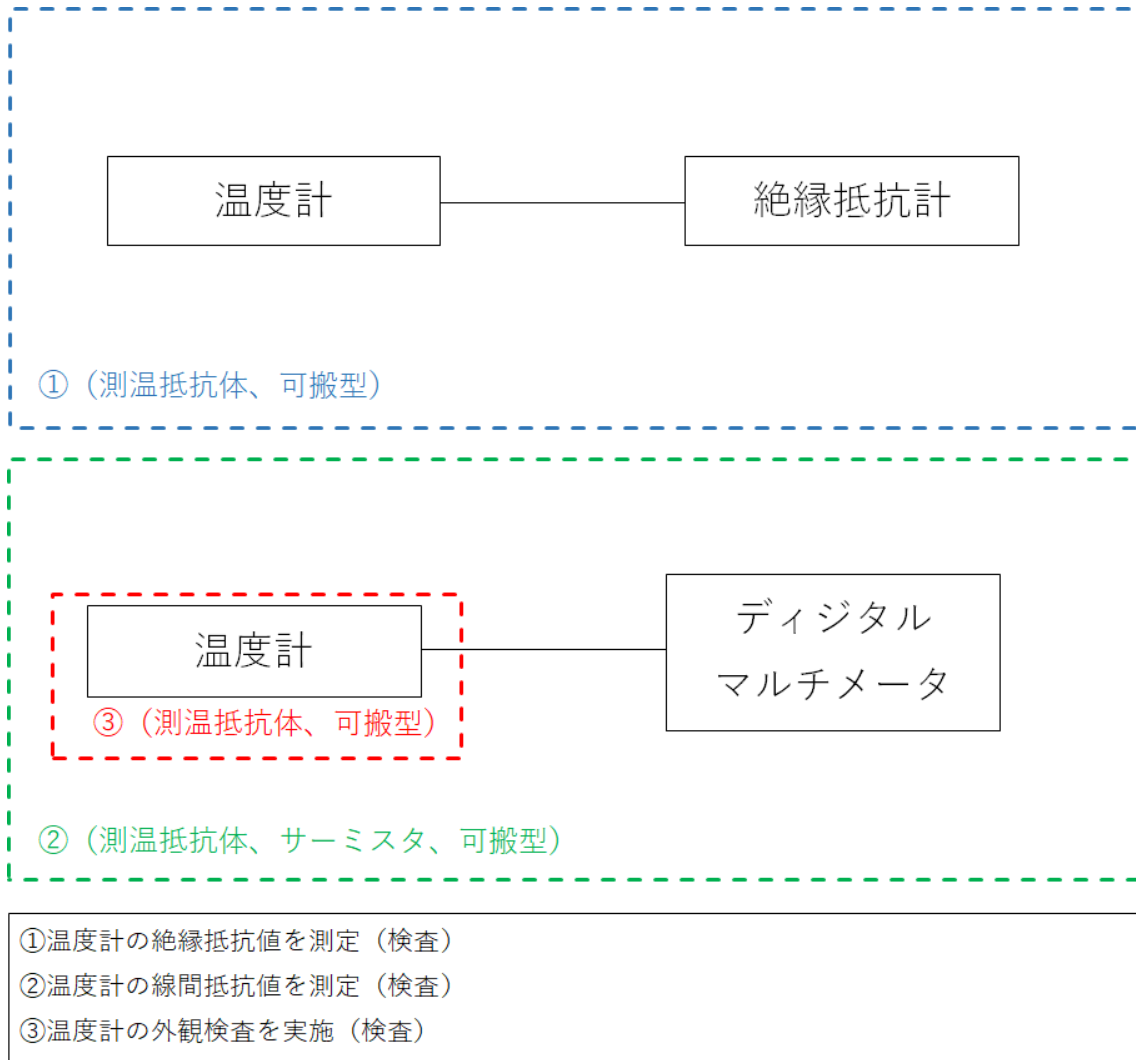 温度計
絶縁抵抗計
①（測温抵抗体、可搬型）
温度計
ディジタル
マルチメータ
③（測温抵抗体、可搬型）
②（測温抵抗体、サーミスタ、可搬型）
①温度計の絶縁抵抗値を測定（検査）
②温度計の線間抵抗値を測定（検査）
③温度計の外観検査を実施（検査）